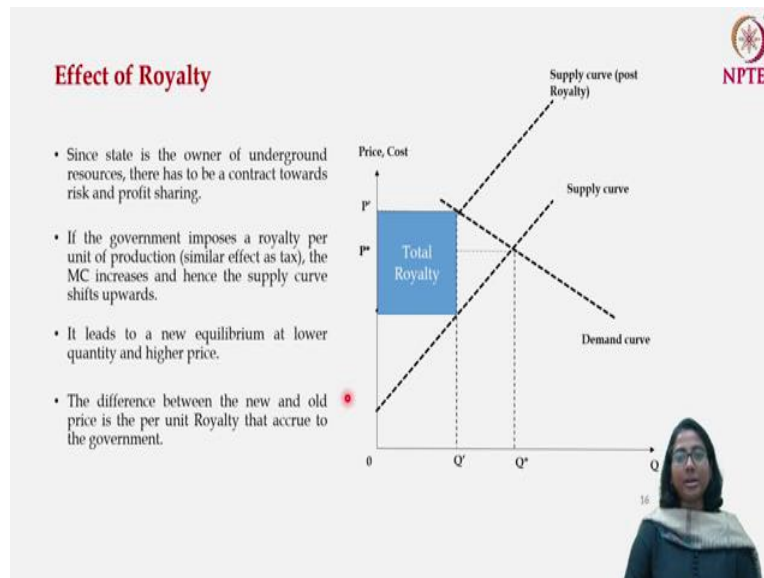 Effect of Royalty
NPTE
• Since state is the owner of underground
resources, there has to be a contract towards
risk and profit sharing.
• If the government imposes a royalty per
unit of production (similar effect as tax), the
MC increases and hence the supply curve
shifts upwards.
• It leads to a new equilibrium at lower
quantity and higher price.
• The difference between the new and old
price is the per unit Royalty that accrue to
the government.
Supply curve (post
Royalty)
Price, Cost
Supply curve
P'
P*
Total
Royalty
Demand curve
0
Q'
Q*
Q
16